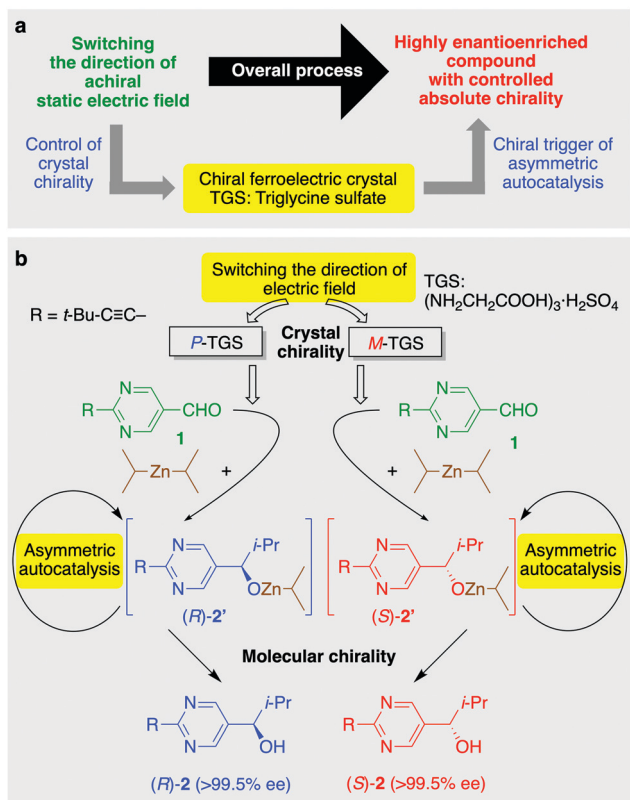 a
Switching
the direction of
achiral
static electric field
Overall process
Highly enantioenriched
compound
with controlled
absolute chirality
Control of
crystal
chirality
Chiral ferroelectric crystal
TGS: Triglycine sulfate
Chiral trigger of
asymmetric
autocatalysis
b
Switching the direction of
electric field
TGS:
(NH₂CH₂COOH)₃·H₂SO₄
R = t-Bu-C≡C–
P-TGS
Crystal
chirality
M-TGS
N
R
N
CHO
1
Zn
+
N
R
N
CHO
1
+
Zn
Asymmetric
autocatalysis
N
R
N
i-Pr
OZn
(R)-2’
N
R
N
i-Pr
OZn
(S)-2’
Asymmetric
autocatalysis
Molecular chirality
N
R
N
i-Pr
OH
(R)-2 (>99.5% ee)
N
R
N
i-Pr
OH
(S)-2 (>99.5% ee)